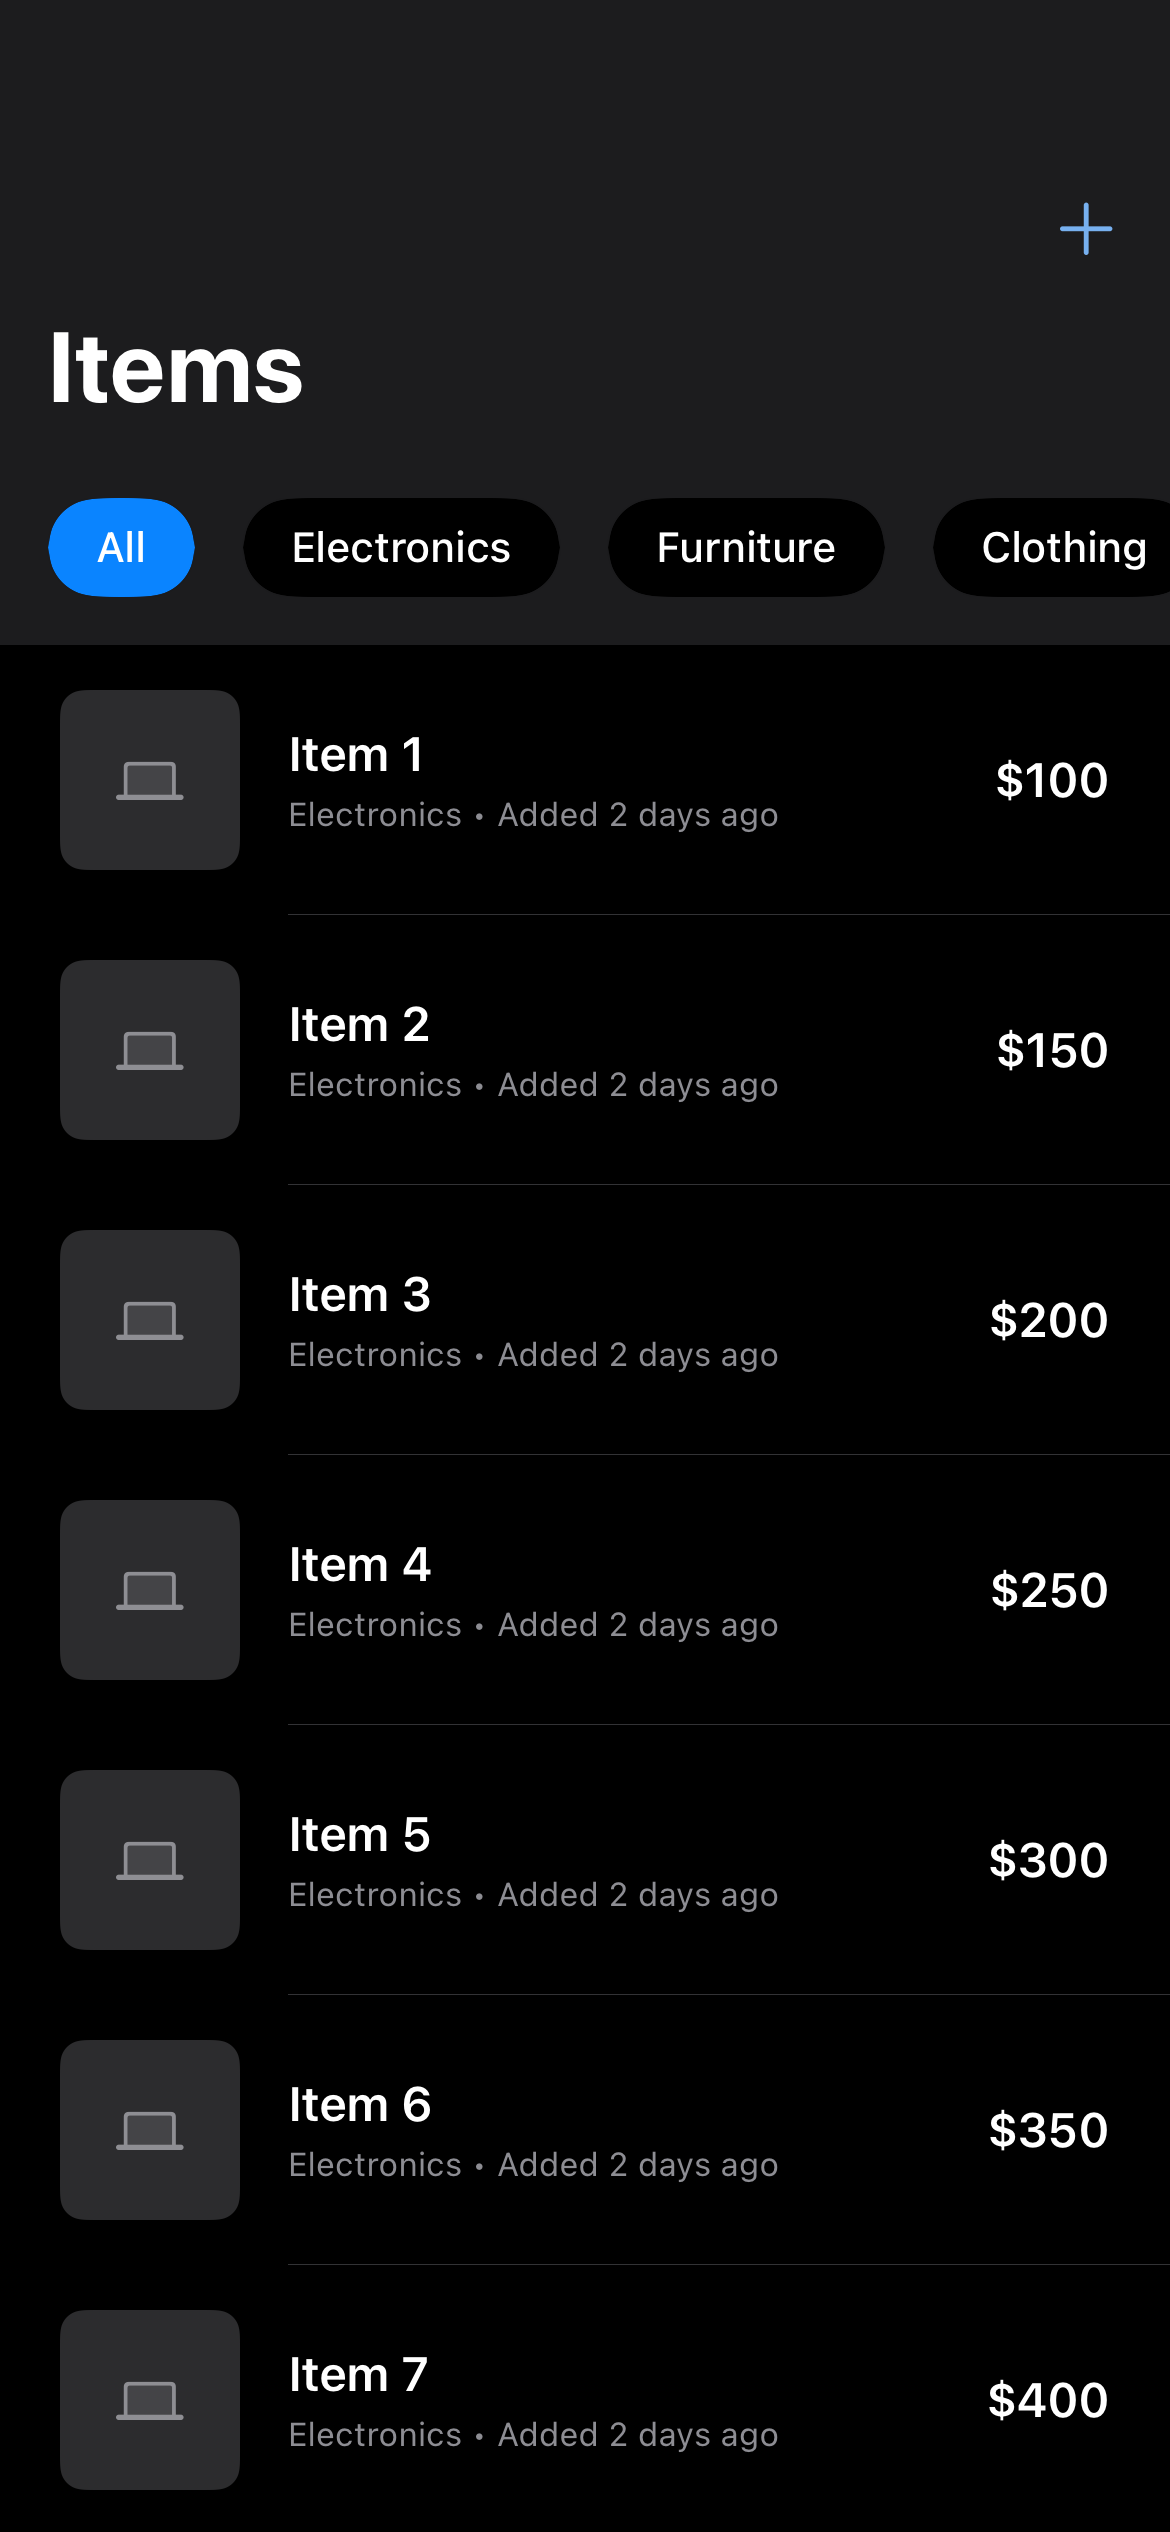 Items
All
Electronics
Furniture
Clothing
Item 1
Electronics • Added 2 days ago
$100
Item 2
Electronics • Added 2 days ago
$150
Item 3
Electronics • Added 2 days ago
$200
Item 4
Electronics • Added 2 days ago
$250
Item 5
Electronics • Added 2 days ago
$300
Item 6
Electronics • Added 2 days ago
$350
Item 7
Electronics • Added 2 days ago
$400